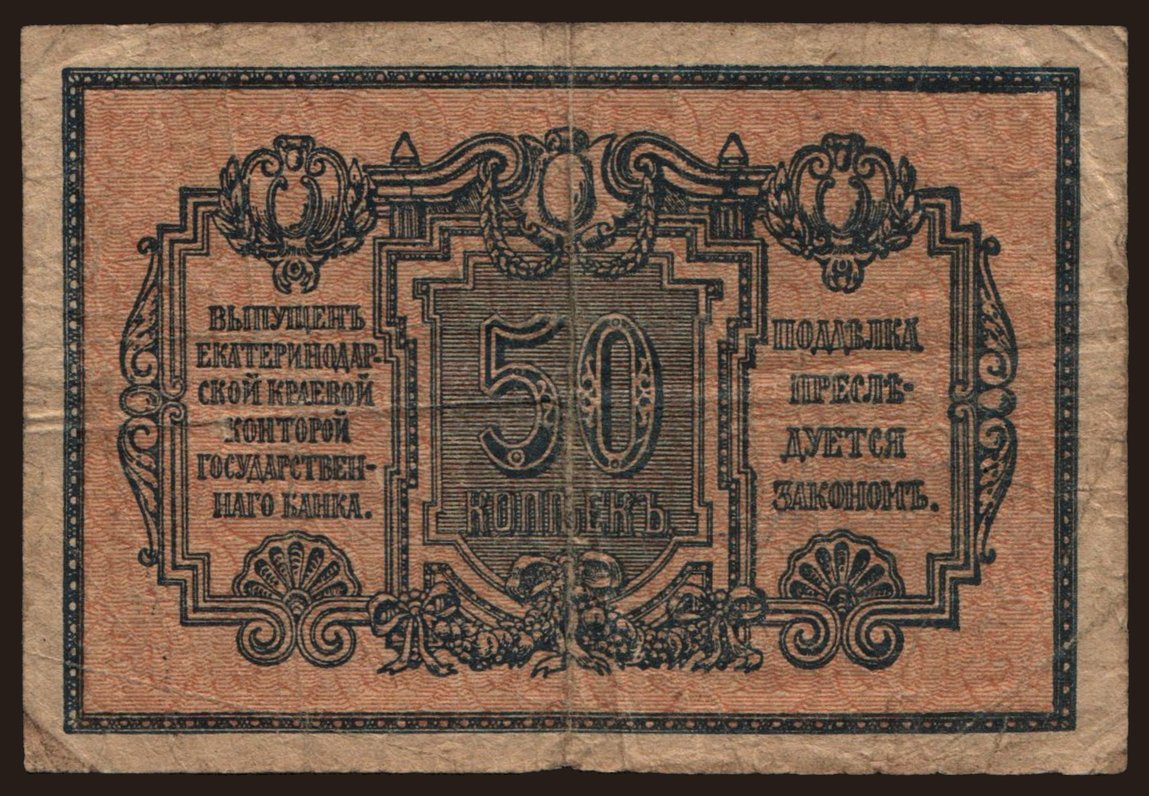 ВЫПУЩЕНЪ
ЕКАТЕРИНОДАР-
СКОЙ КРАЕВОЙ
КОНТОРОЙ
ГОСУДАРСТВЕН-
НАГО БАНКА.
50
КОПѢЕКЪ
ПОДДѢЛКА
ПРЕСЛѢ-
ДУЕТСЯ
ЗАКОНОМЪ.